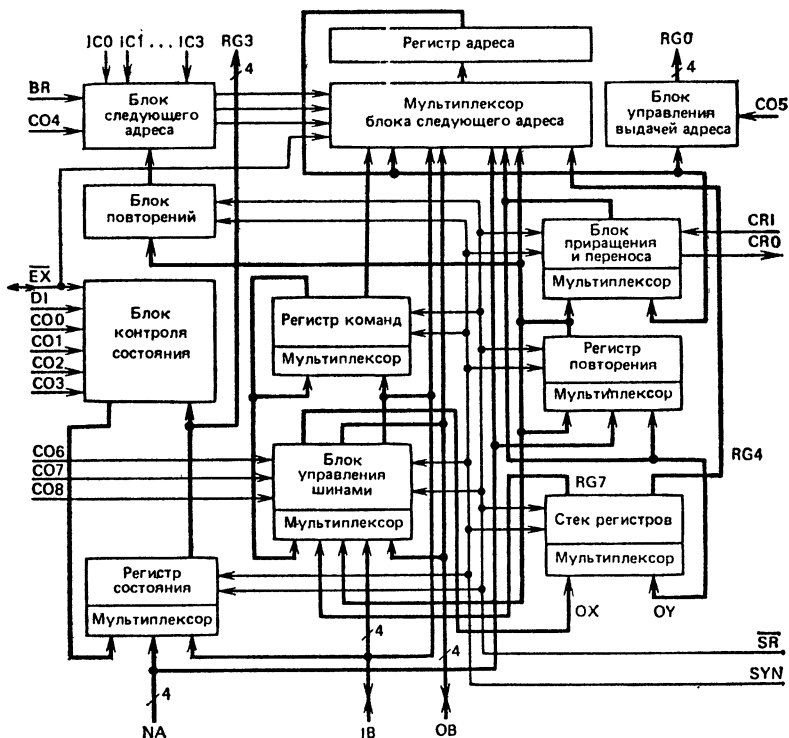 IC0 IC1 ... IC3
RG3
4
Регистр адреса
RG0
4
BR
CO4
Блок
следующего
адреса
Мультиплексор
блока следующего адреса
Блок
управления
выдачей адреса
CO5
Блок
повторений
Блок
приращения
и переноса
Мультиплексор
CR1
CR0
EX
DI
CO0
CO1
CO2
CO3
Блок
контроля
состояния
Регистр команд
Мультиплексор
Регистр
повторения
Мультиплексор
CO6
CO7
CO8
Блок
управления
шинами
Мультиплексор
RG7
RG4
Стек регистров
Мультиплексор
Регистр
состояния
Мультиплексор
OX
OY
4
4
SR
SYN
4
NA
IB
OB